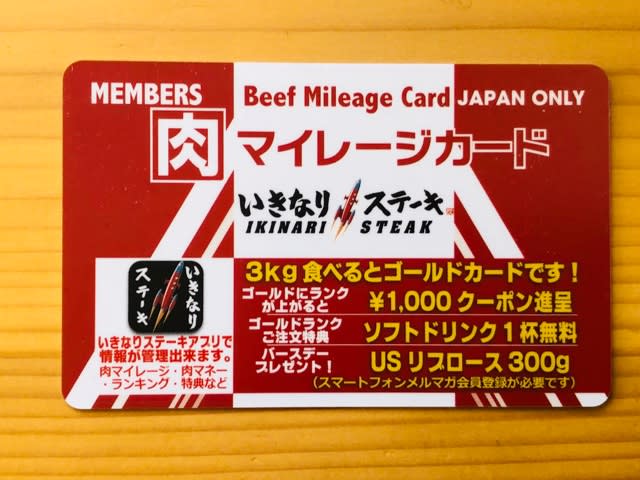 MEMBERS Beef Mileage Card JAPAN ONLY
肉マイレージカード
いきなりステーキ
IKINARI STEAK
いきなり
ステーキ
いきなりステーキアプリで
情報が管理出来ます。
肉マイレージ・肉マネー
・ランキング・特典など
3kg食べるとゴールドカードです!
ゴールドにランク
が上がると
¥1,000クーポン進呈
ゴールドランク
ご注文特典
ソフトドリンク1杯無料
バースデー
プレゼント!
USリブロース300g
(スマートフォンメルマガ会員登録が必要です)